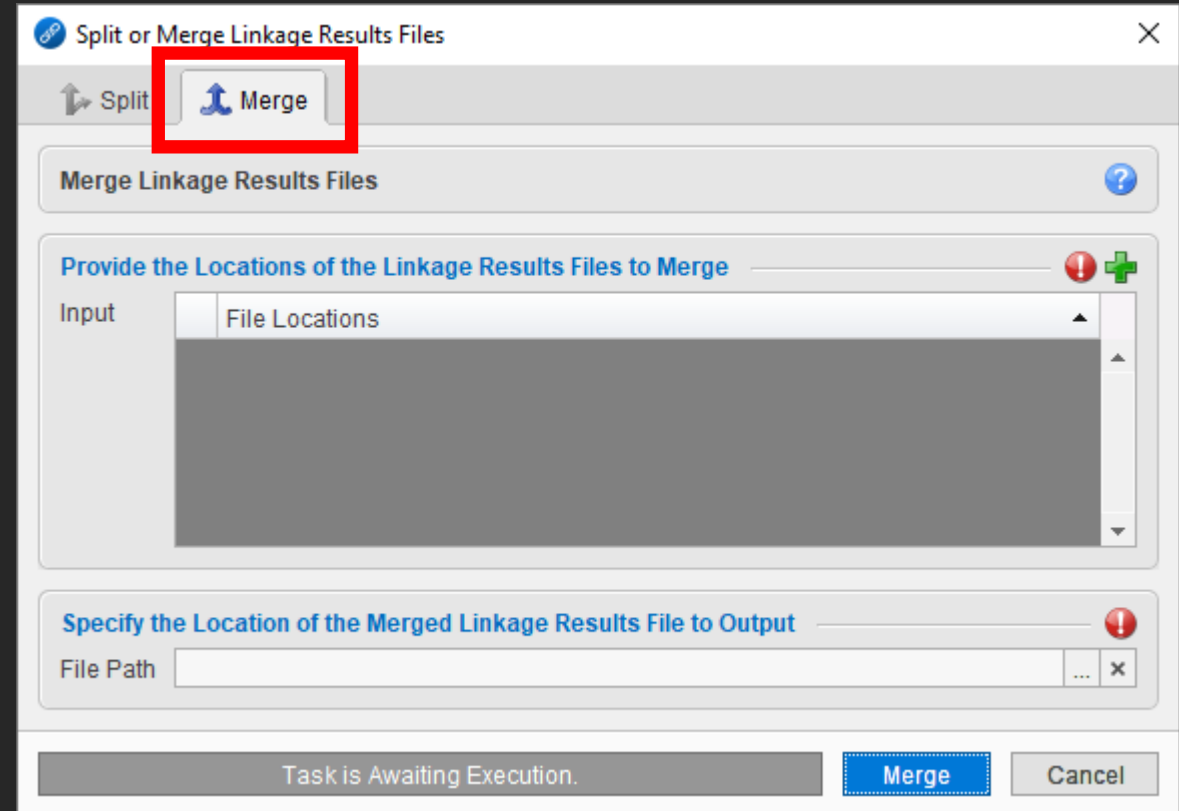 Split or Merge Linkage Results Files
Split
Merge
Merge Linkage Results Files
Provide the Locations of the Linkage Results Files to Merge
Input
File Locations
Specify the Location of the Merged Linkage Results File to Output
File Path
...
Task is Awaiting Execution.
Merge
Cancel